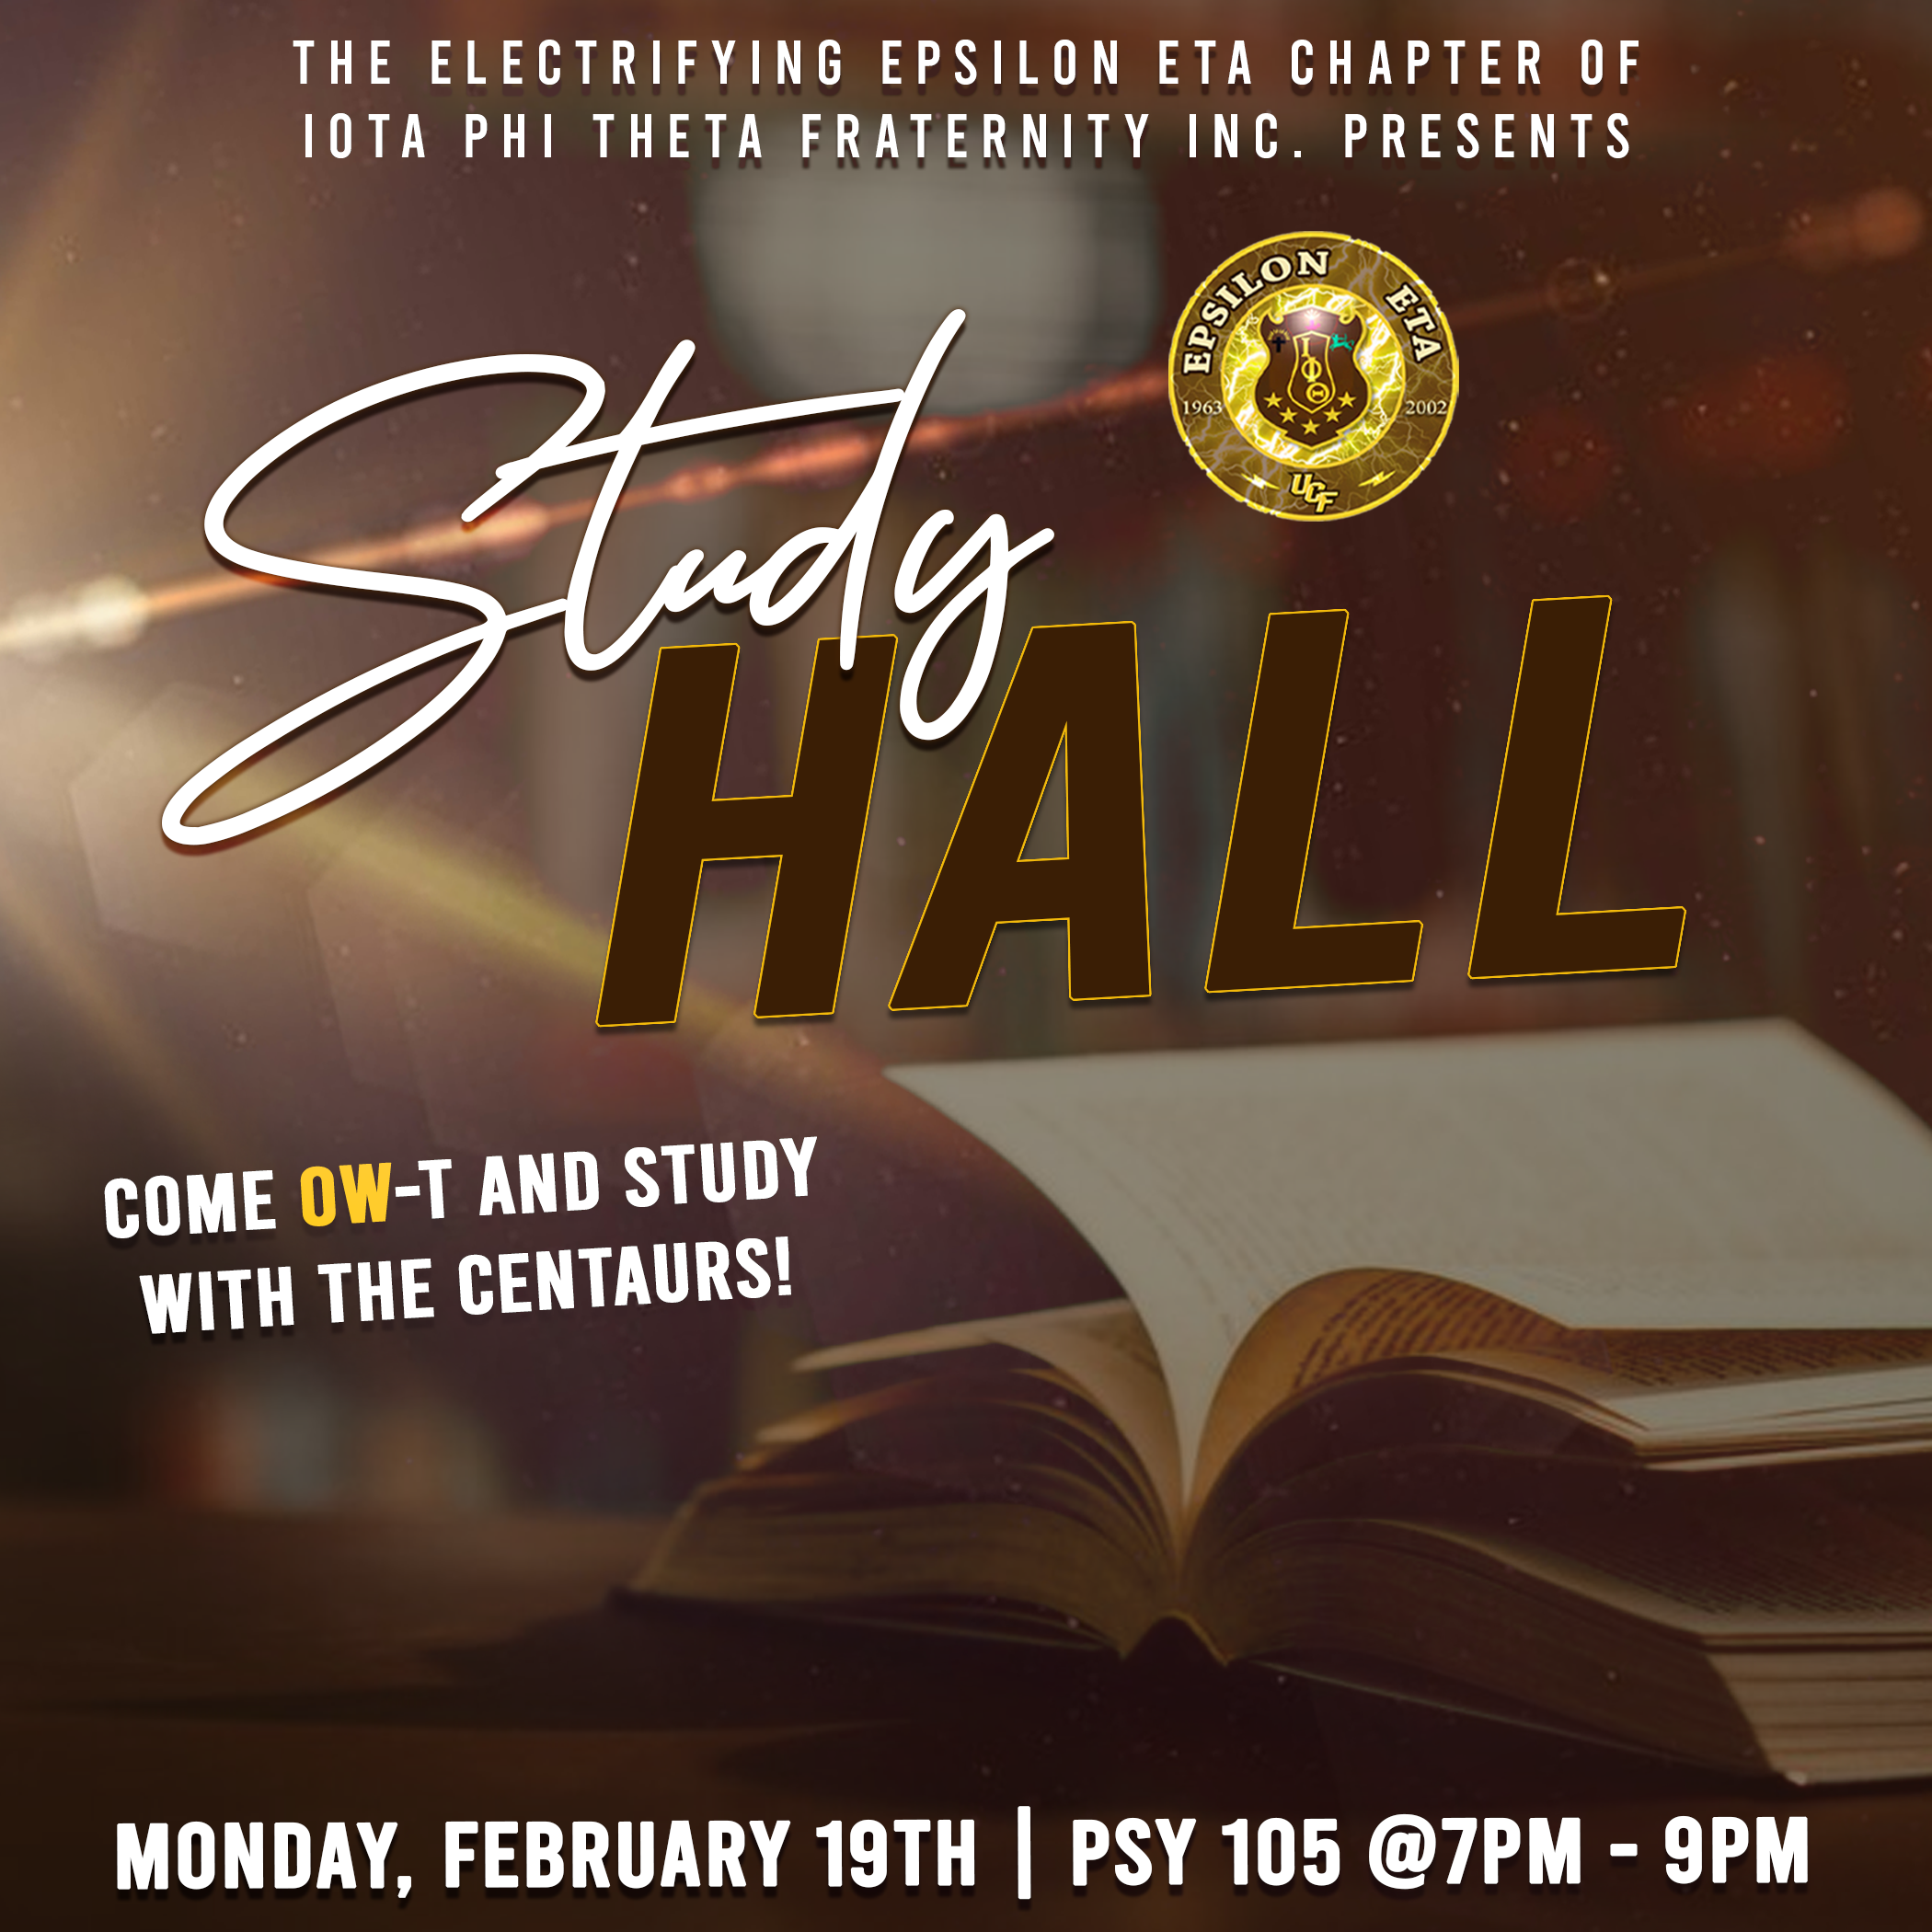 THE ELECTRIFYING EPSILON ETA CHAPTER OF
IOTA PHI THETA FRATERNITY INC. PRESENTS
EPSILON ETA
1963 2002
Ι
Φ
Θ
UCF
Study
HALL
COME OW-T AND STUDY
WITH THE CENTAURS!
MONDAY, FEBRUARY 19TH | PSY 105 @7PM - 9PM